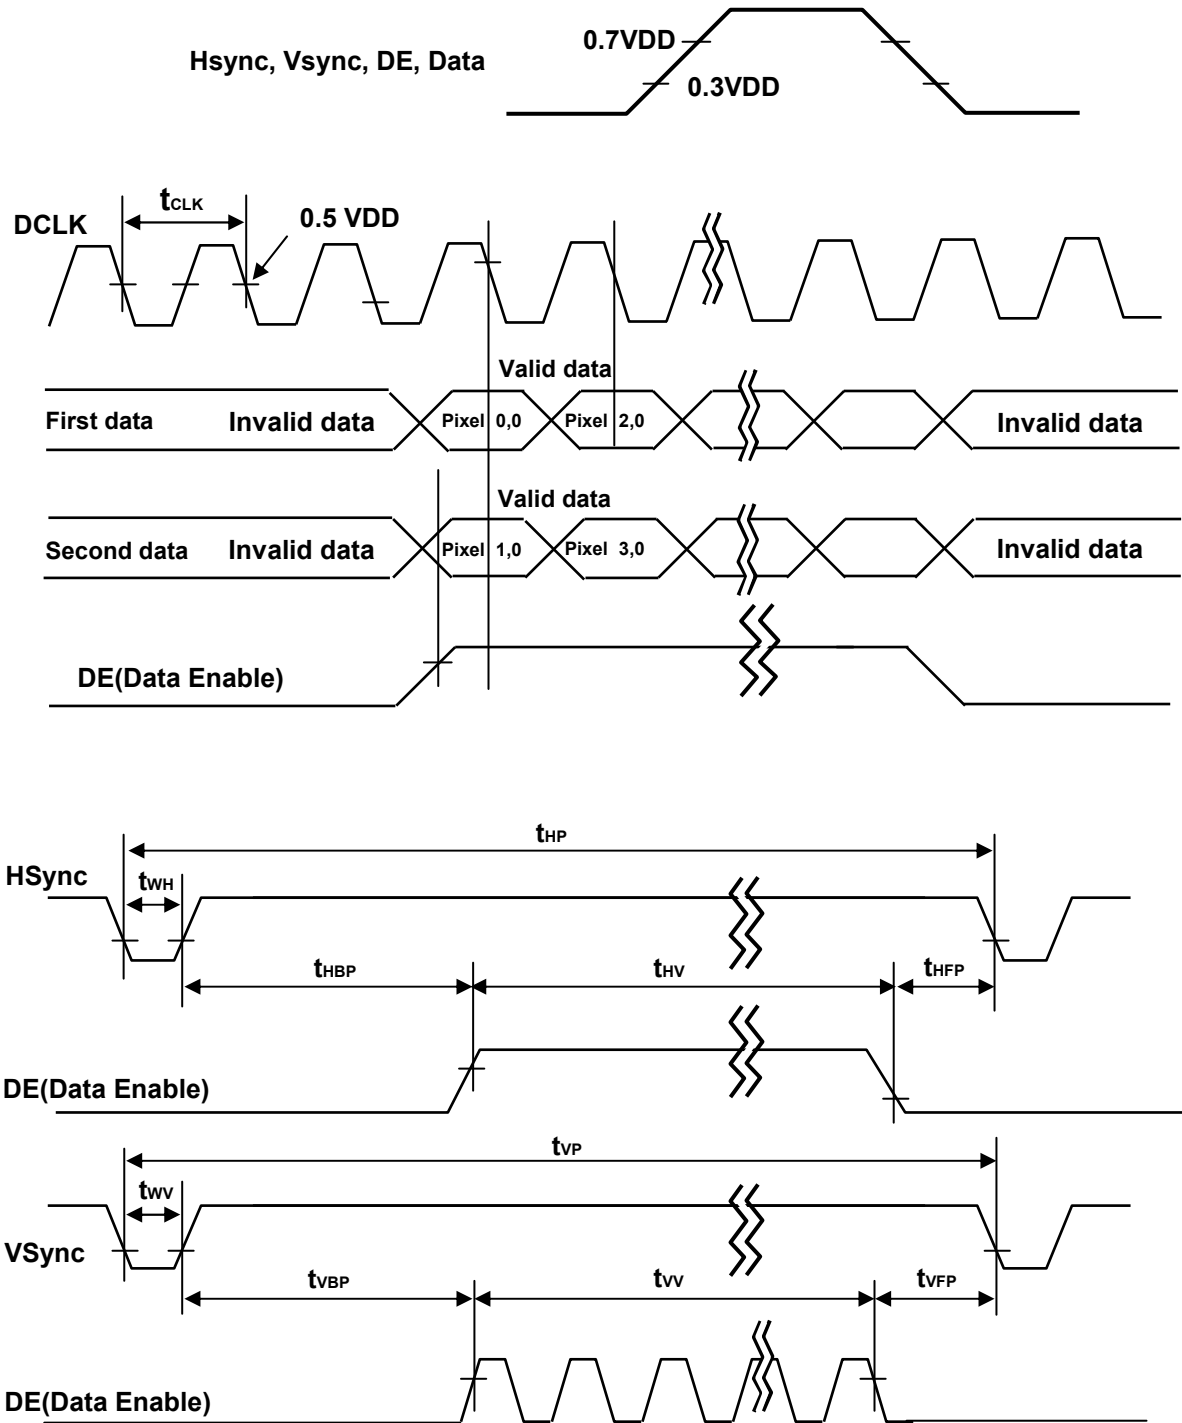 Hsync, Vsync, DE, Data
0.7VDD
0.3VDD
tCLK
DCLK
0.5 VDD
Valid data
First data
Invalid data
Pixel 0,0
Pixel 2,0
Invalid data
Valid data
Second data
Invalid data
Pixel 1,0
Pixel 3,0
Invalid data
DE(Data Enable)
tHP
HSync
tWH
tHBP
tHV
tHFP
DE(Data Enable)
tVP
tWV
VSync
tVBP
tVV
tVFP
DE(Data Enable)